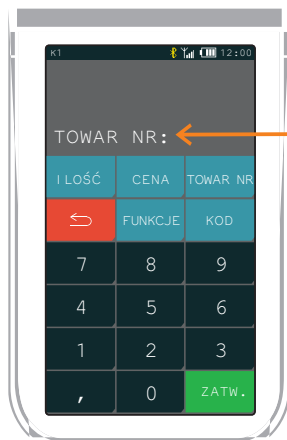 K1 12:00
TOWAR NR:
ILOŚĆ CENA TOWAR NR
FUNKCJE KOD
7 8 9
4 5 6
1 2 3
, 0 ZATW.